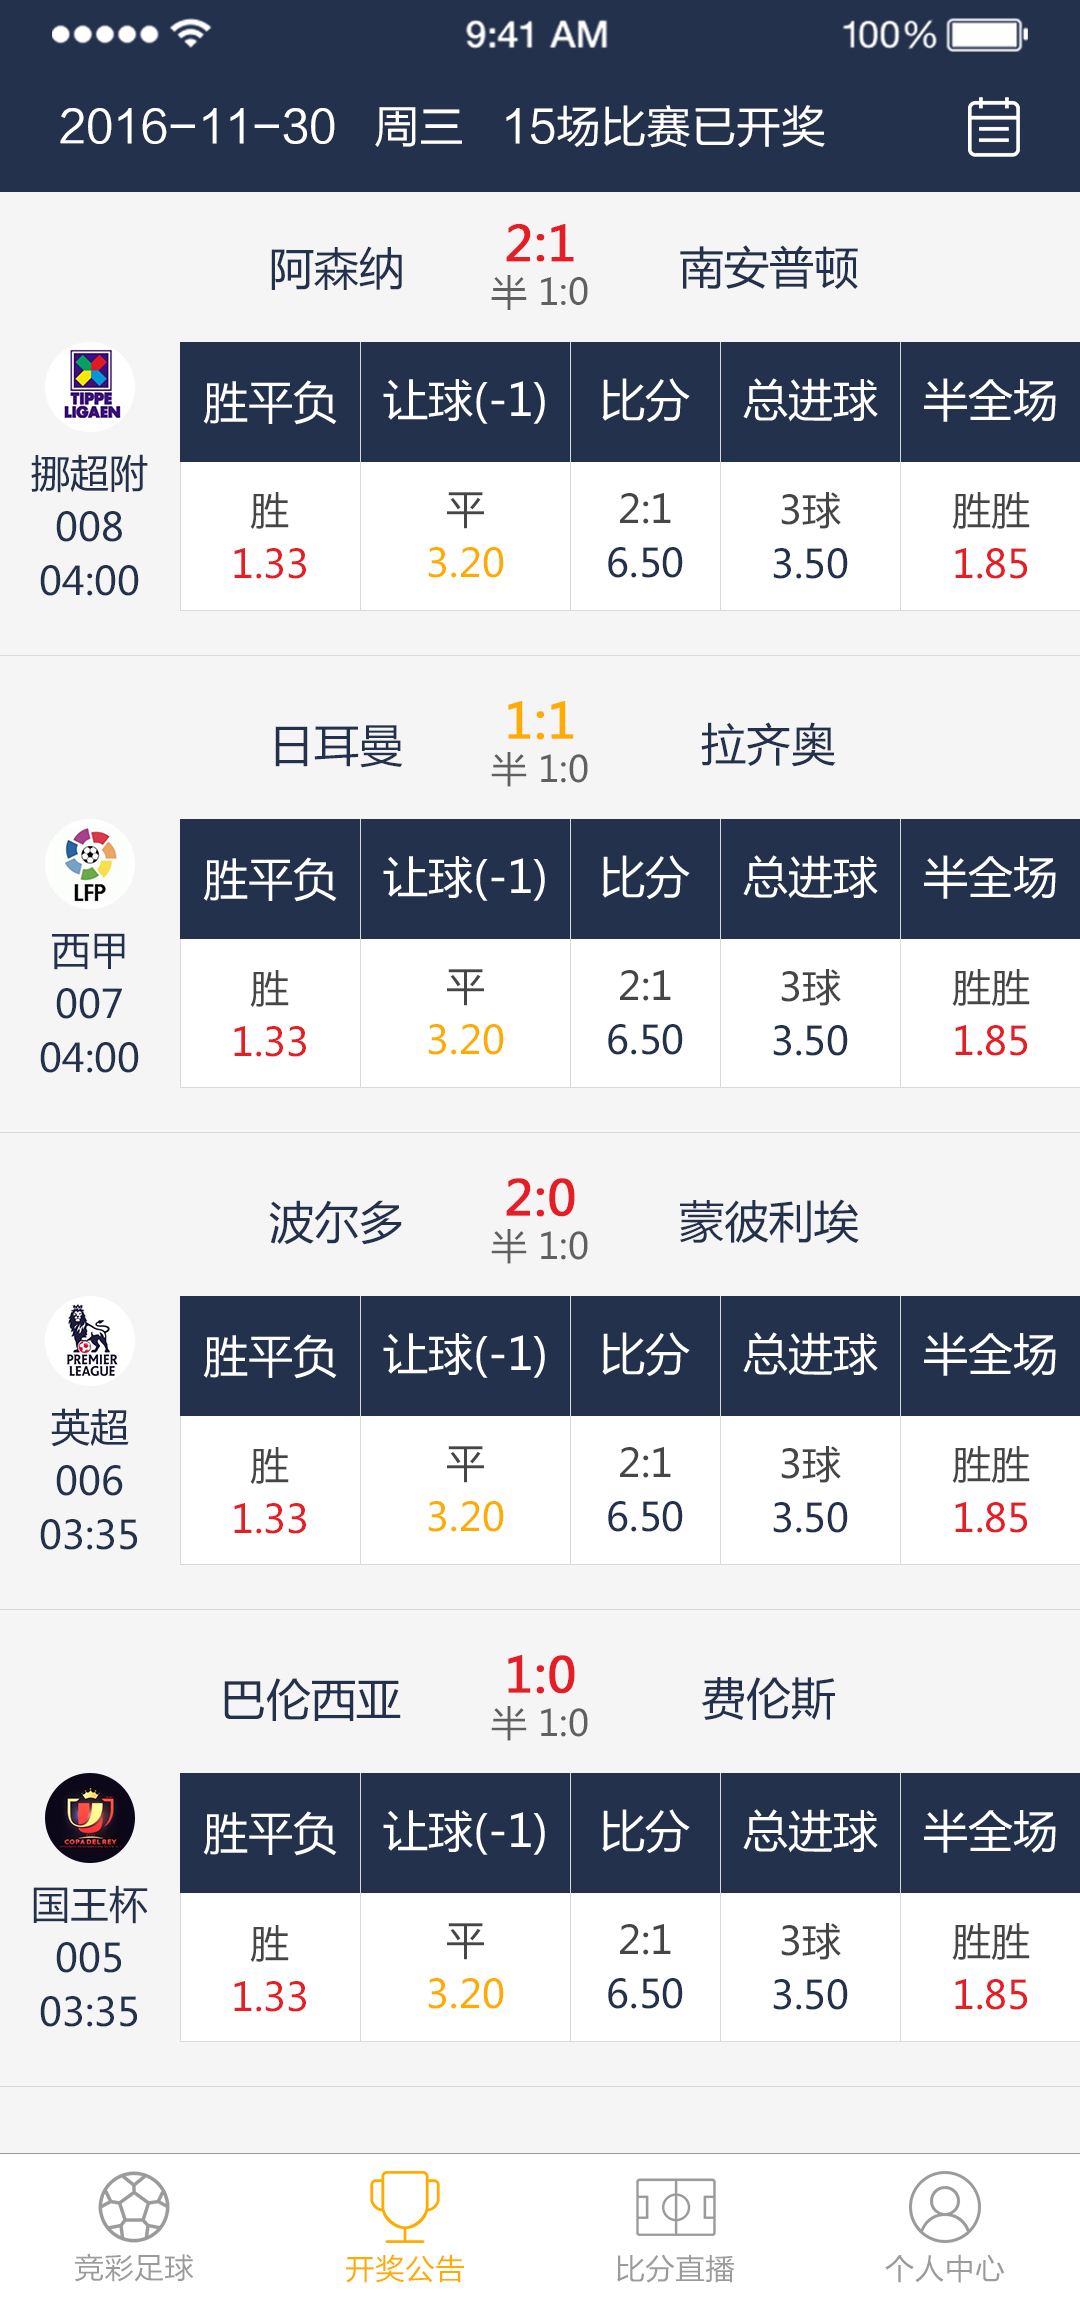 9:41 AM 100%
2016-11-30 周三 15场比赛已开奖
阿森纳 2:1 南安普顿
半 1:0
TIPPE
LIGAEN
挪超附
008
04:00
胜平负 让球(-1) 比分 总进球 半全场
胜 平 2:1 3球 胜胜
1.33 3.20 6.50 3.50 1.85
日耳曼 1:1 拉齐奥
半 1:0
LFP
西甲
007
04:00
胜平负 让球(-1) 比分 总进球 半全场
胜 平 2:1 3球 胜胜
1.33 3.20 6.50 3.50 1.85
波尔多 2:0 蒙彼利埃
半 1:0
PREMIER
LEAGUE
英超
006
03:35
胜平负 让球(-1) 比分 总进球 半全场
胜 平 2:1 3球 胜胜
1.33 3.20 6.50 3.50 1.85
巴伦西亚 1:0 费伦斯
半 1:0
COPA DEL REY
国王杯
005
03:35
胜平负 让球(-1) 比分 总进球 半全场
胜 平 2:1 3球 胜胜
1.33 3.20 6.50 3.50 1.85
竞彩足球 开奖公告 比分直播 个人中心